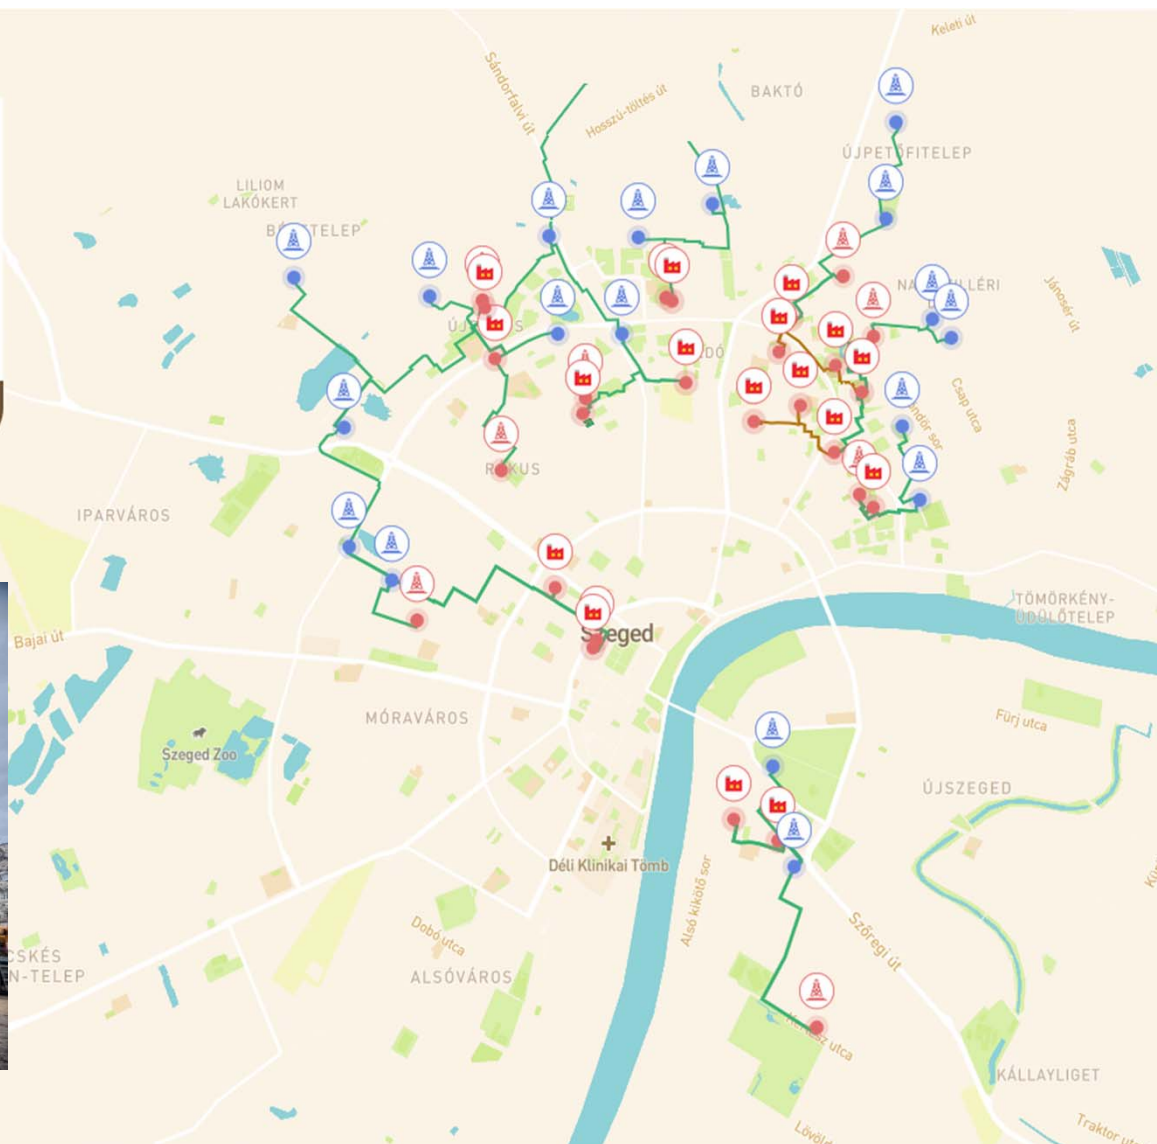 Keleti út
Sándorfalvi út
Hosszú-töltés út
BAKTÓ
ÚJPETŐFITELEP
LILIOM
LAKÓKERT
Jánosér út
Csap utca
Zágráb utca
IPARVÁROS
TÖMÖRKÉNY-
ÜDÜLŐTELEP
Bajai út
Szeged
MÓRAVÁROS
Szeged Zoo
Fürj utca
ÚJSZEGED
Déli Klinikai Tömb
Alsó kikötő sor
Dobó utca
Szőregi út
ALSÓVÁROS
KÁLLAYLIGET